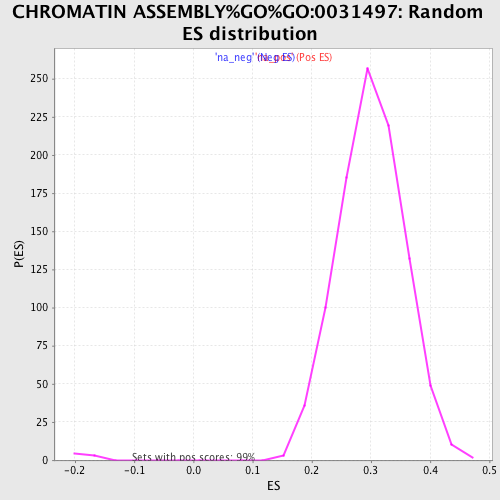 CHROMATIN ASSEMBLY%GO%GO:0031497: Random
ES distribution
'na_neg' (Neg ES) 'na_pos' (Pos ES)
250
225
200
175
150
125
100
75
50
25
0
P(ES)
Sets with pos scores: 99%
-0.2 -0.1 0.0 0.1 0.2 0.3 0.4 0.5
ES